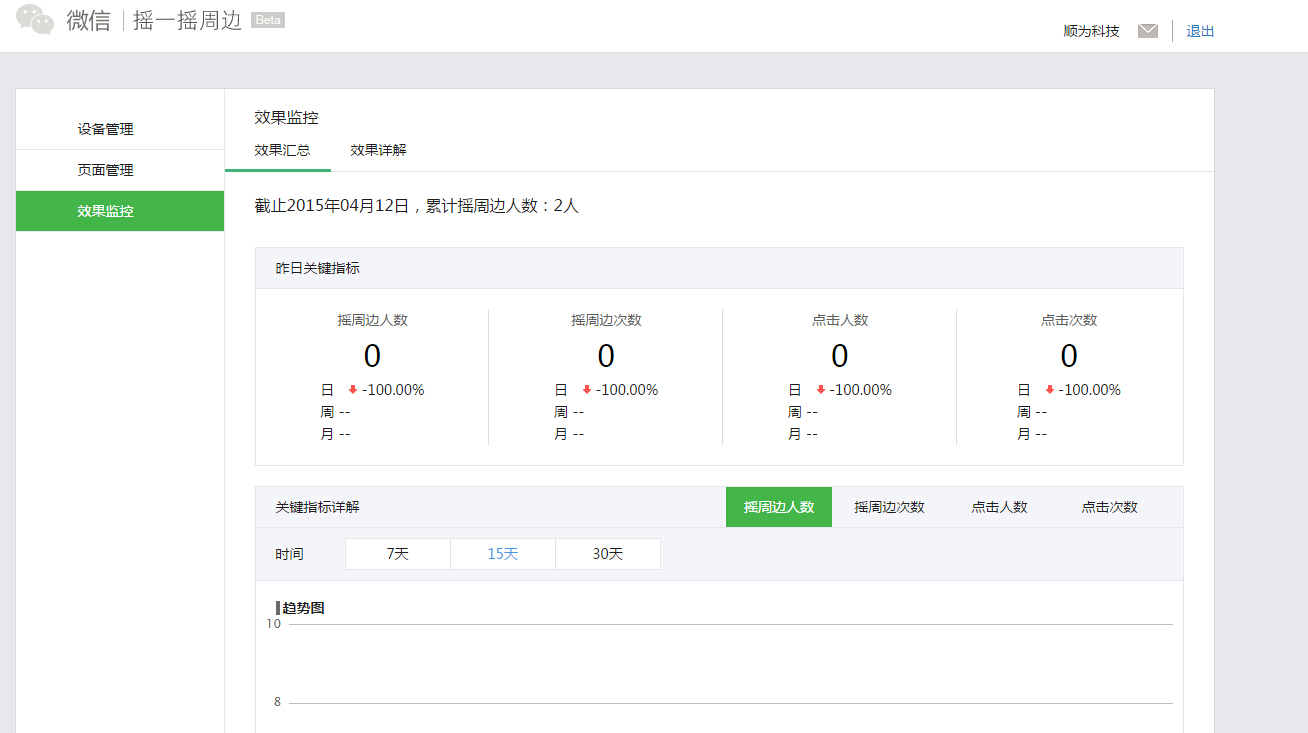 微信 摇一摇周边 Beta
顺为科技 退出
设备管理
页面管理
效果监控
效果监控
效果汇总 效果详解
截止2015年04月12日，累计摇周边人数：2人
昨日关键指标
摇周边人数 摇周边次数 点击人数 点击次数
0 0 0 0
日 -100.00% 日 -100.00% 日 -100.00% 日 -100.00%
周 -- 周 -- 周 -- 周 --
月 -- 月 -- 月 -- 月 --
关键指标详解 摇周边人数 摇周边次数 点击人数 点击次数
时间 7天 15天 30天
趋势图
10
8